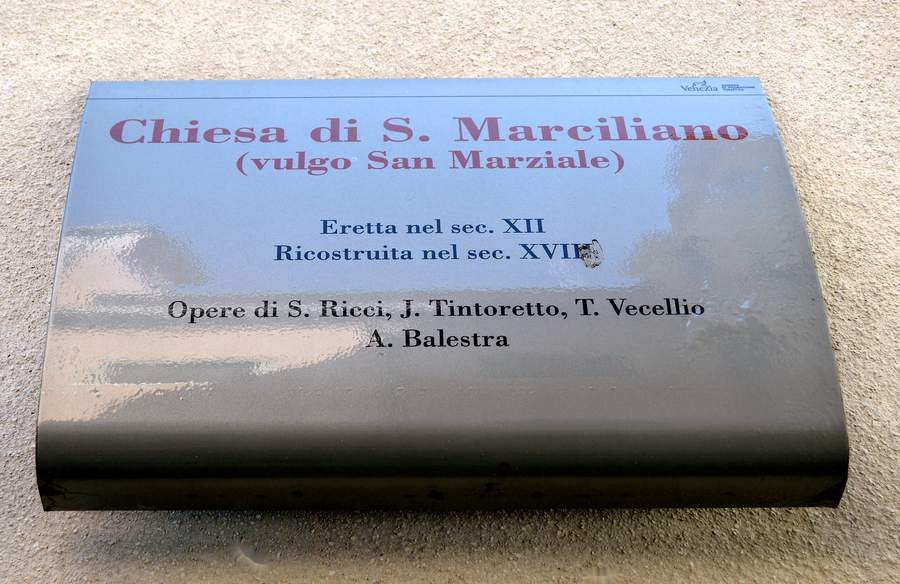 Venezia
Chiesa di S. Marciliano
(vulgo San Marziale)
Eretta nel sec. XII
Ricostruita nel sec. XVII
Opere di S. Ricci, J. Tintoretto, T. Vecellio
A. Balestra